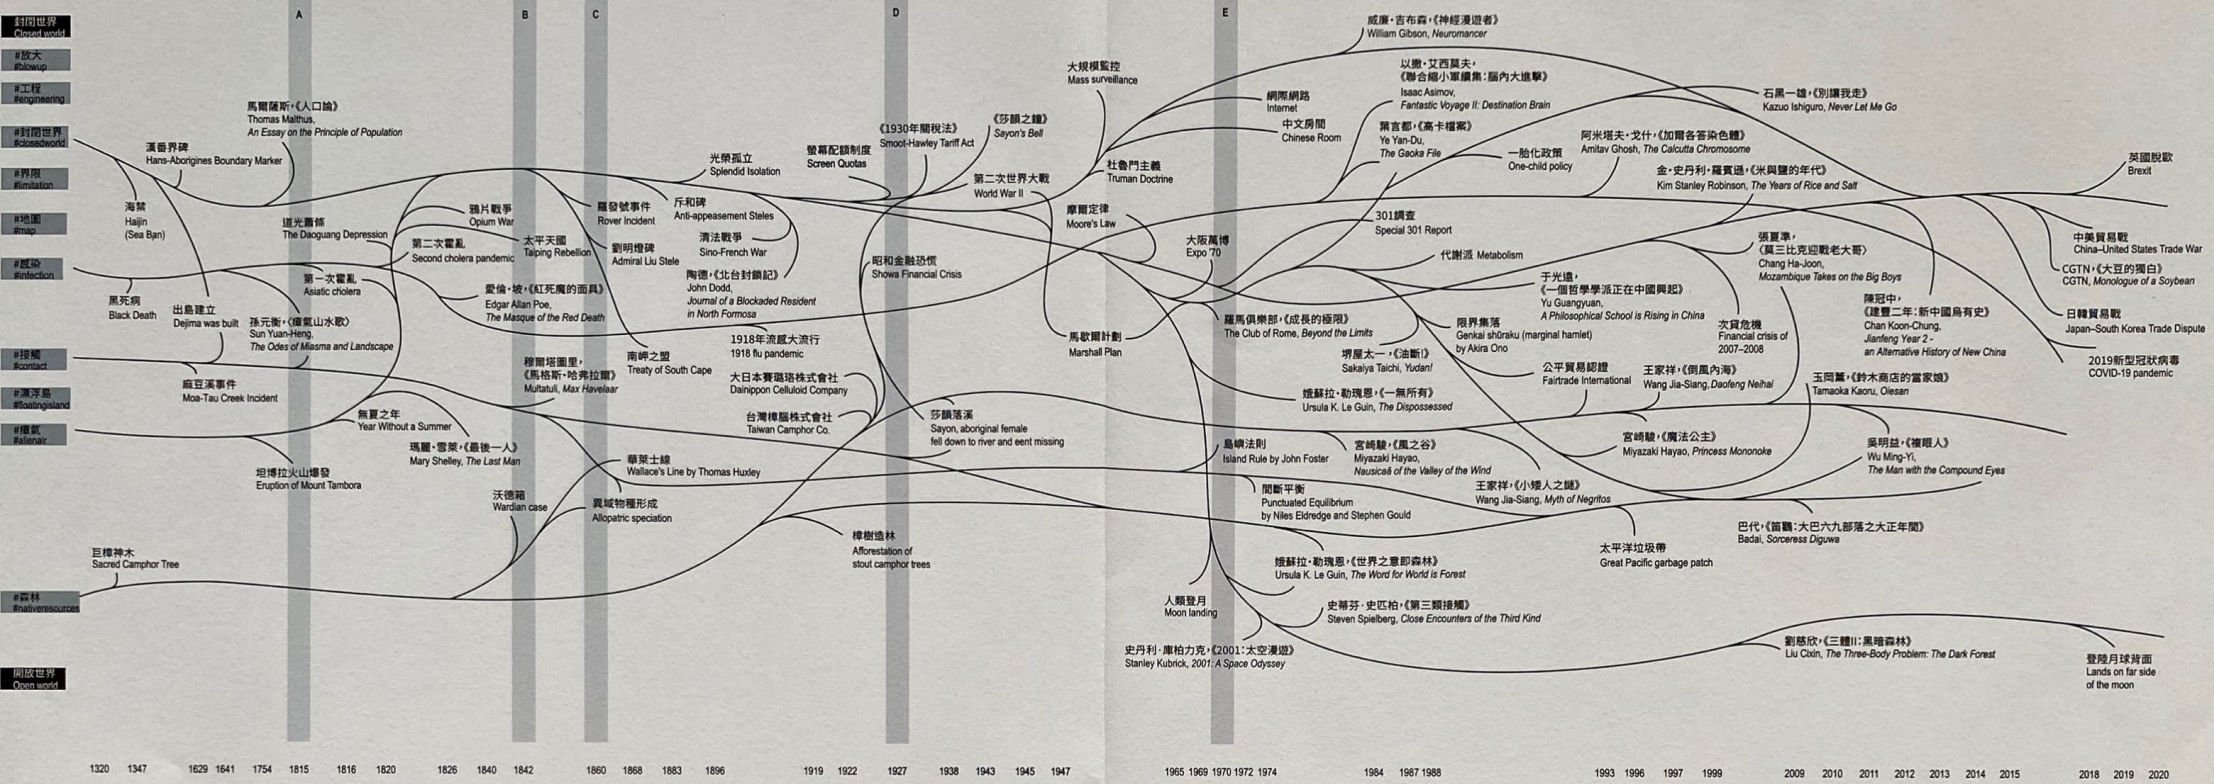 封閉世界
Closed world
#放大
#blowup
#工程
#engineering
#封閉世界
#closedworld
#界限
#limitation
#地圖
#map
#感染
#infection
#接觸
#contact
#漂浮島
#floatingisland
#瘴氣
#alienair
#森林
#nativeresources
開放世界
Open world
A
B
C
D
E
馬爾薩斯,《人口論》
Thomas Malthus,
An Essay on the Principle of Population
漢番界碑
Hans-Aborigines Boundary Marker
海禁
Haijin
(Sea Ban)
道光蕭條
The Daoguang Depression
鴉片戰爭
Opium War
第二次霍亂
Second cholera pandemic
太平天國
Taiping Rebellion
第一次霍亂
Asiatic cholera
黑死病
Black Death
出島建立
Dejima was built
孫元衡,〈瘴氣山水歌〉
Sun Yuan-Heng,
The Odes of Miasma and Landscape
愛倫·坡,《紅死魔的面具》
Edgar Allan Poe,
The Masque of the Red Death
麻豆溪事件
Moa-Tau Creek Incident
無夏之年
Year Without a Summer
瑪麗·雪萊,《最後一人》
Mary Shelley, The Last Man
坦博拉火山爆發
Eruption of Mount Tambora
巨樟神木
Sacred Camphor Tree
沃德箱
Wardian case
穆爾塔圖里,
《馬格斯·哈弗拉爾》
Multatuli, Max Havelaar
華萊士線
Wallace's Line by Thomas Huxley
異域物種形成
Allopatric speciation
光榮孤立
Splendid Isolation
羅發號事件
Rover Incident
斥和碑
Anti-appeasement Steles
劉明燈碑
Admiral Liu Stele
清法戰爭
Sino-French War
陶德,《北台封鎖記》
John Dodd,
Journal of a Blockaded Resident
in North Formosa
南岬之盟
Treaty of South Cape
1918年流感大流行
1918 flu pandemic
大日本賽璐珞株式會社
Dainippon Celluloid Company
台灣樟腦株式會社
Taiwan Camphor Co.
螢幕配額制度
Screen Quotas
《1930年關稅法》
Smoot-Hawley Tariff Act
《莎韻之鐘》
Sayon's Bell
第二次世界大戰
World War II
昭和金融恐慌
Showa Financial Crisis
莎韻落溪
Sayon, aboriginal female
fell down to river and eent missing
樟樹造林
Afforestation of
stout camphor trees
大規模監控
Mass surveillance
杜魯門主義
Truman Doctrine
摩爾定律
Moore's Law
大阪萬博
Expo '70
馬歇爾計劃
Marshall Plan
網際網路
Internet
中文房間
Chinese Room
威廉·吉布森,《神經漫遊者》
William Gibson, Neuromancer
以撒·艾西莫夫,
《聯合縮小軍續集:腦內大進擊》
Isaac Asimov,
Fantastic Voyage II: Destination Brain
葉言都,《高卡檔案》
Ye Yan-Du,
The Gaoka File
一胎化政策
One-child policy
301調查
Special 301 Report
代謝派 Metabolism
羅馬俱樂部,《成長的極限》
The Club of Rome, Beyond the Limits
堺屋太一,《油斷!》
Sakaiya Taichi, Yudan!
娥蘇拉·勒瑰恩,《一無所有》
Ursula K. Le Guin, The Dispossessed
島嶼法則
Island Rule by John Foster
宮崎駿,《風之谷》
Miyazaki Hayao,
Nausicaä of the Valley of the Wind
間斷平衡
Punctuated Equilibrium
by Niles Eldredge and Stephen Gould
娥蘇拉·勒瑰恩,《世界之意即森林》
Ursula K. Le Guin, The Word for World is Forest
人類登月
Moon landing
史蒂芬·史匹柏,《第三類接觸》
Steven Spielberg, Close Encounters of the Third Kind
史丹利·庫柏力克,《2001:太空漫遊》
Stanley Kubrick, 2001: A Space Odyssey
石黑一雄,《別讓我走》
Kazuo Ishiguro, Never Let Me Go
阿米塔夫·戈什,《加爾各答染色體》
Amitav Ghosh, The Calcutta Chromosome
金·史丹利·羅賓遜,《米與鹽的年代》
Kim Stanley Robinson, The Years of Rice and Salt
張夏準,
〈莫三比克迎戰老大哥〉
Chang Ha-Joon,
Mozambique Takes on the Big Boys
于光遠,
《一個哲學學派正在中國興起》
Yu Guangyuan,
A Philosophical School is Rising in China
限界集落
Genkai shūraku (marginal hamlet)
by Akira Ono
次貸危機
Financial crisis of
2007–2008
公平貿易認證
Fairtrade International
王家祥,《倒風內海》
Wang Jia-Siang, Daofeng Neihai
玉岡薰,《鈴木商店的當家娘》
Tamaoka Kaoru, Oiesan
宮崎駿,《魔法公主》
Miyazaki Hayao, Princess Mononoke
吳明益,《複眼人》
Wu Ming-Yi,
The Man with the Compound Eyes
王家祥,《小矮人之謎》
Wang Jia-Siang, Myth of Negritos
太平洋垃圾帶
Great Pacific garbage patch
巴代,《笛鸛:大巴六九部落之大正年間》
Badai, Sorceress Diguwa
劉慈欣,《三體II:黑暗森林》
Liu Cixin, The Three-Body Problem: The Dark Forest
登陸月球背面
Lands on far side
of the moon
英國脫歐
Brexit
中美貿易戰
China–United States Trade War
CGTN,《大豆的獨白》
CGTN, Monologue of a Soybean
日韓貿易戰
Japan–South Korea Trade Dispute
2019新型冠狀病毒
COVID-19 pandemic
陳冠中,
《建豐二年:新中國烏有史》
Chan Koon-Chung,
Jianfeng Year 2 -
an Alternative History of New China
1320 1347 1629 1641 1754 1815 1816 1820 1826 1840 1842 1860 1868 1883 1896 1919 1922 1927 1938 1943 1945 1947 1965 1969 1970 1972 1974 1984 1987 1988 1993 1996 1997 1999 2009 2010 2011 2012 2013 2014 2015 2018 2019 2020